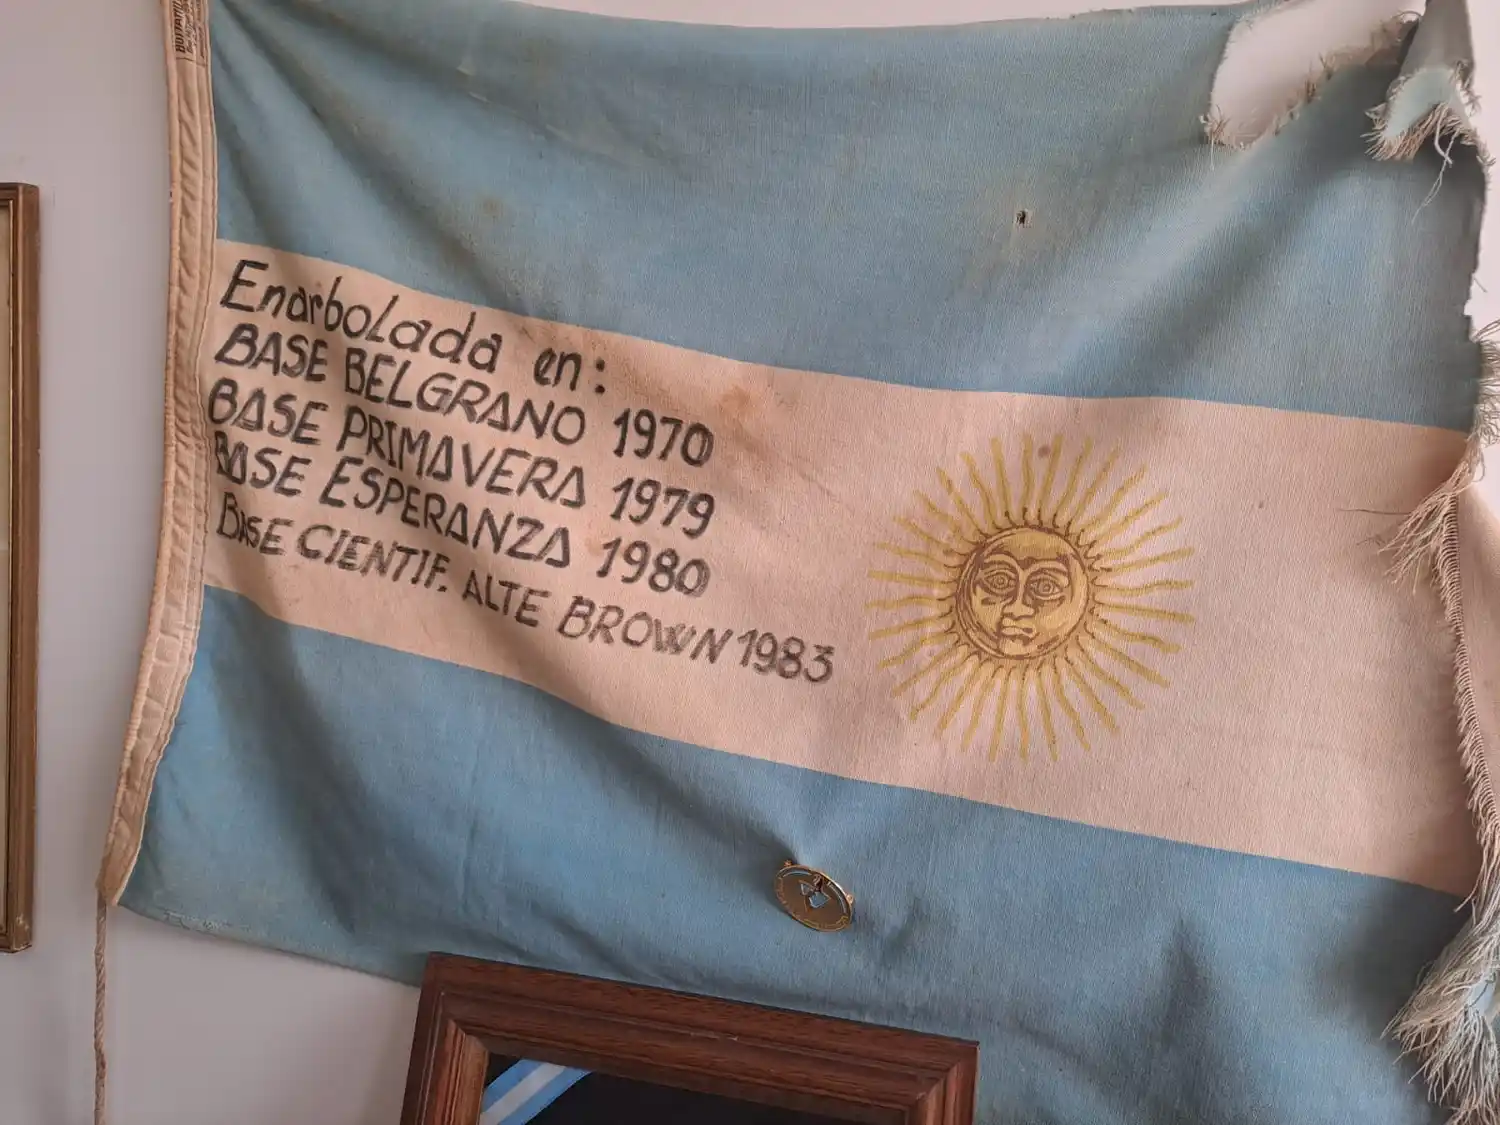 Enarbolada en:
BASE BELGRANO 1970
BASE PRIMAVERA 1979
BASE ESPERANZA 1980
BASE CIENTIF. ALTE BROWN 1983